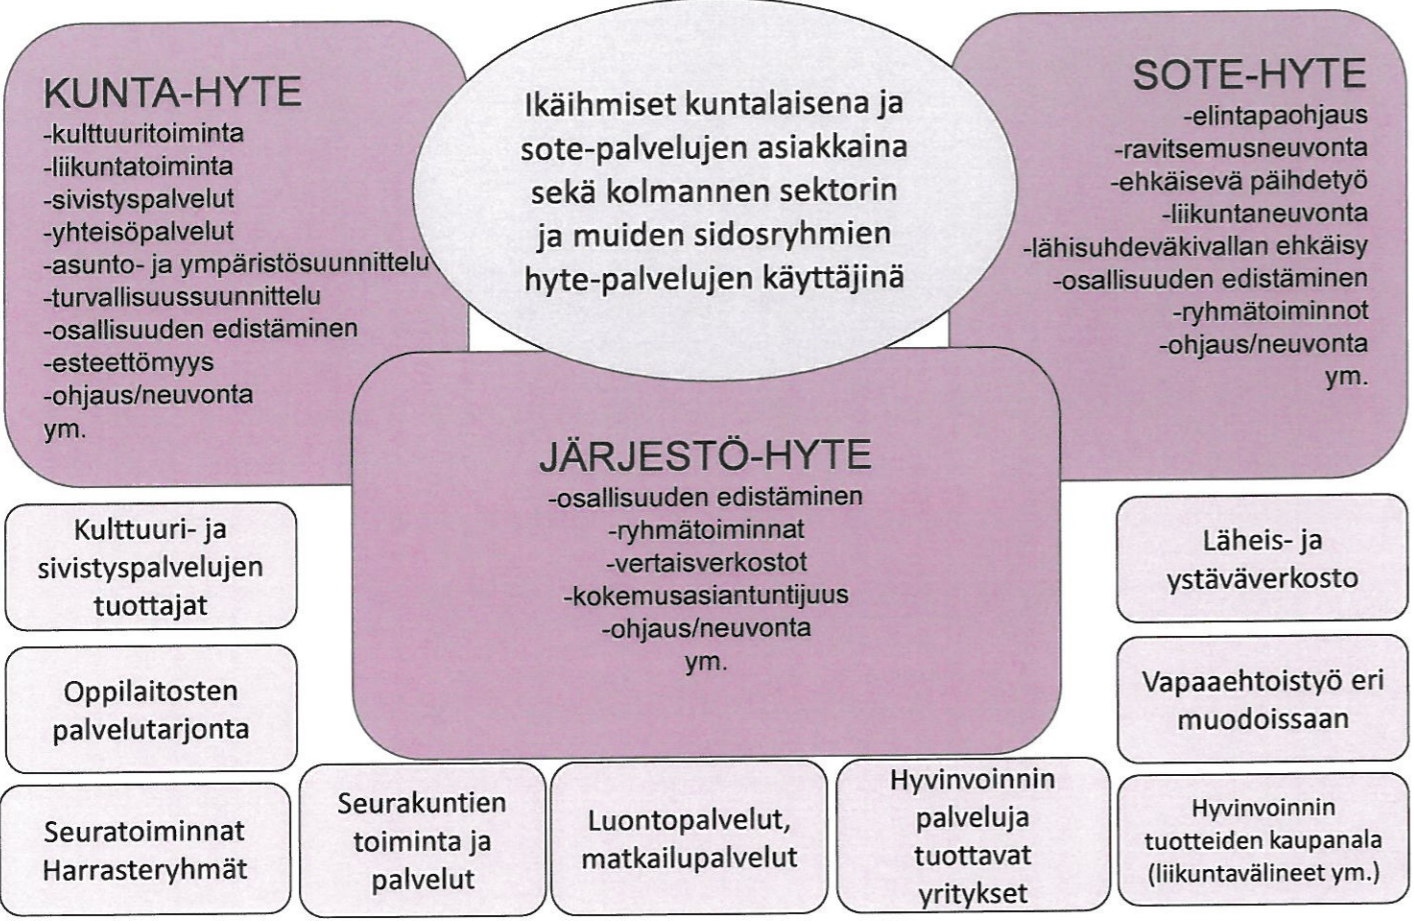 KUNTA-HYTE
-kulttuuritoiminta
-liikuntatoiminta
-sivistyspalvelut
-yhteisöpalvelut
-asunto- ja ympäristösuunnittelu
-turvallisuussuunnittelu
-osallisuuden edistäminen
-esteettömyys
-ohjaus/neuvonta
ym.
Ikäihmiset kuntalaisena ja
sote-palvelujen asiakkaina
sekä kolmannen sektorin
ja muiden sidosryhmien
hyte-palvelujen käyttäjinä
SOTE-HYTE
-elintapaohjaus
-ravitsemusneuvonta
-ehkäisevä päihdetyö
-liikuntaneuvonta
-lähisuhdeväkivallan ehkäisy
-osallisuuden edistäminen
-ryhmätoiminnot
-ohjaus/neuvonta
ym.
JÄRJESTÖ-HYTE
-osallisuuden edistäminen
-ryhmätoiminnat
-vertaisverkostot
-kokemusasiantuntijuus
-ohjaus/neuvonta
ym.
Kulttuuri- ja
sivistyspalvelujen
tuottajat
Oppilaitosten
palvelutarjonta
Seuratoiminnat
Harrasteryhmät
Seurakuntien
toiminta ja
palvelut
Luontopalvelut,
matkailupalvelut
Hyvinvoinnin
palveluja
tuottavat
yritykset
Läheis- ja
ystäväverkosto
Vapaaehtoistyö eri
muodoissaan
Hyvinvoinnin
tuotteiden kaupanala
(liikuntavälineet ym.)